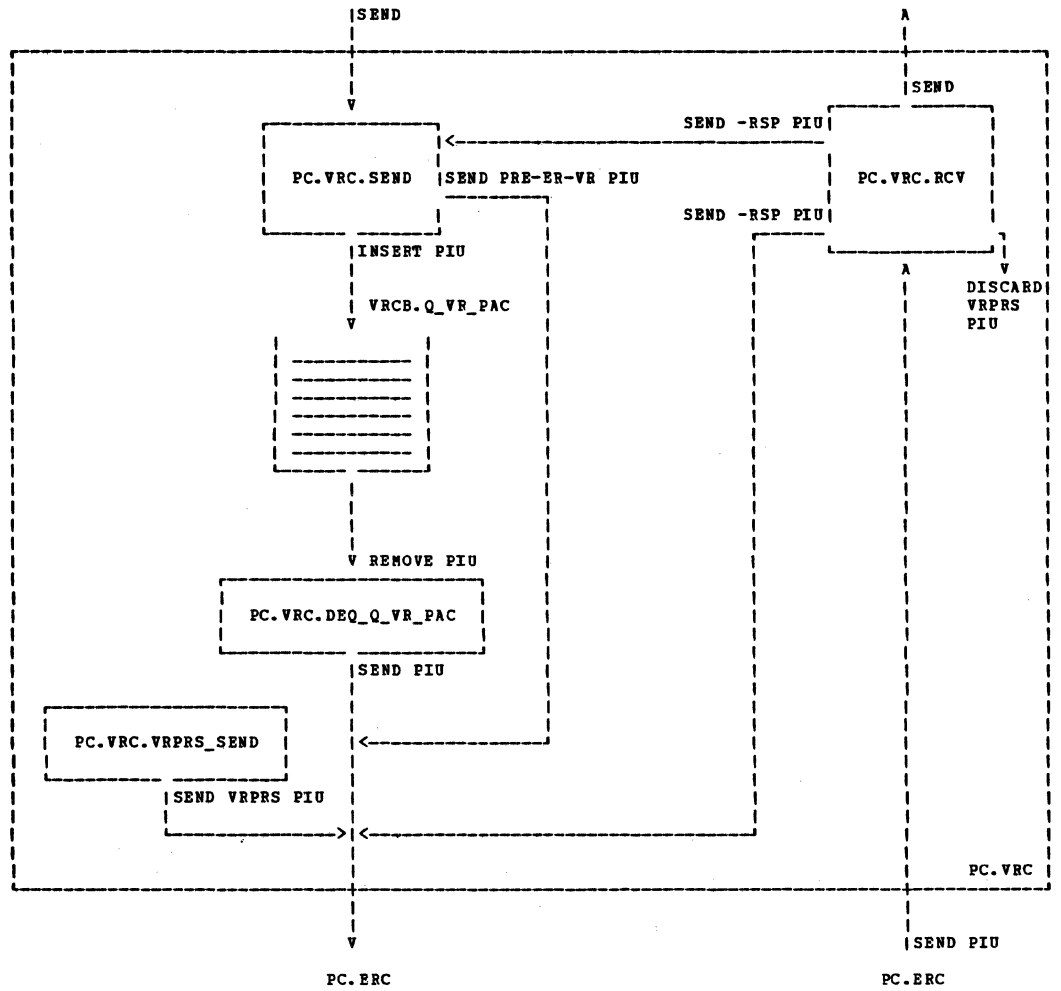 SEND
SEND
SEND -RSP PIU
PC.VRC.SEND
SEND PRE-ER-VR PIU
PC.VRC.RCV
SEND -RSP PIU
INSERT PIU
DISCARD
VRPRS
PIU
VRCB.Q_VR_PAC
REMOVE PIU
PC.VRC.DEQ_Q_VR_PAC
SEND PIU
PC.VRC.VRPRS_SEND
SEND VRPRS PIU
PC.VRC
SEND PIU
PC.ERC
PC.ERC